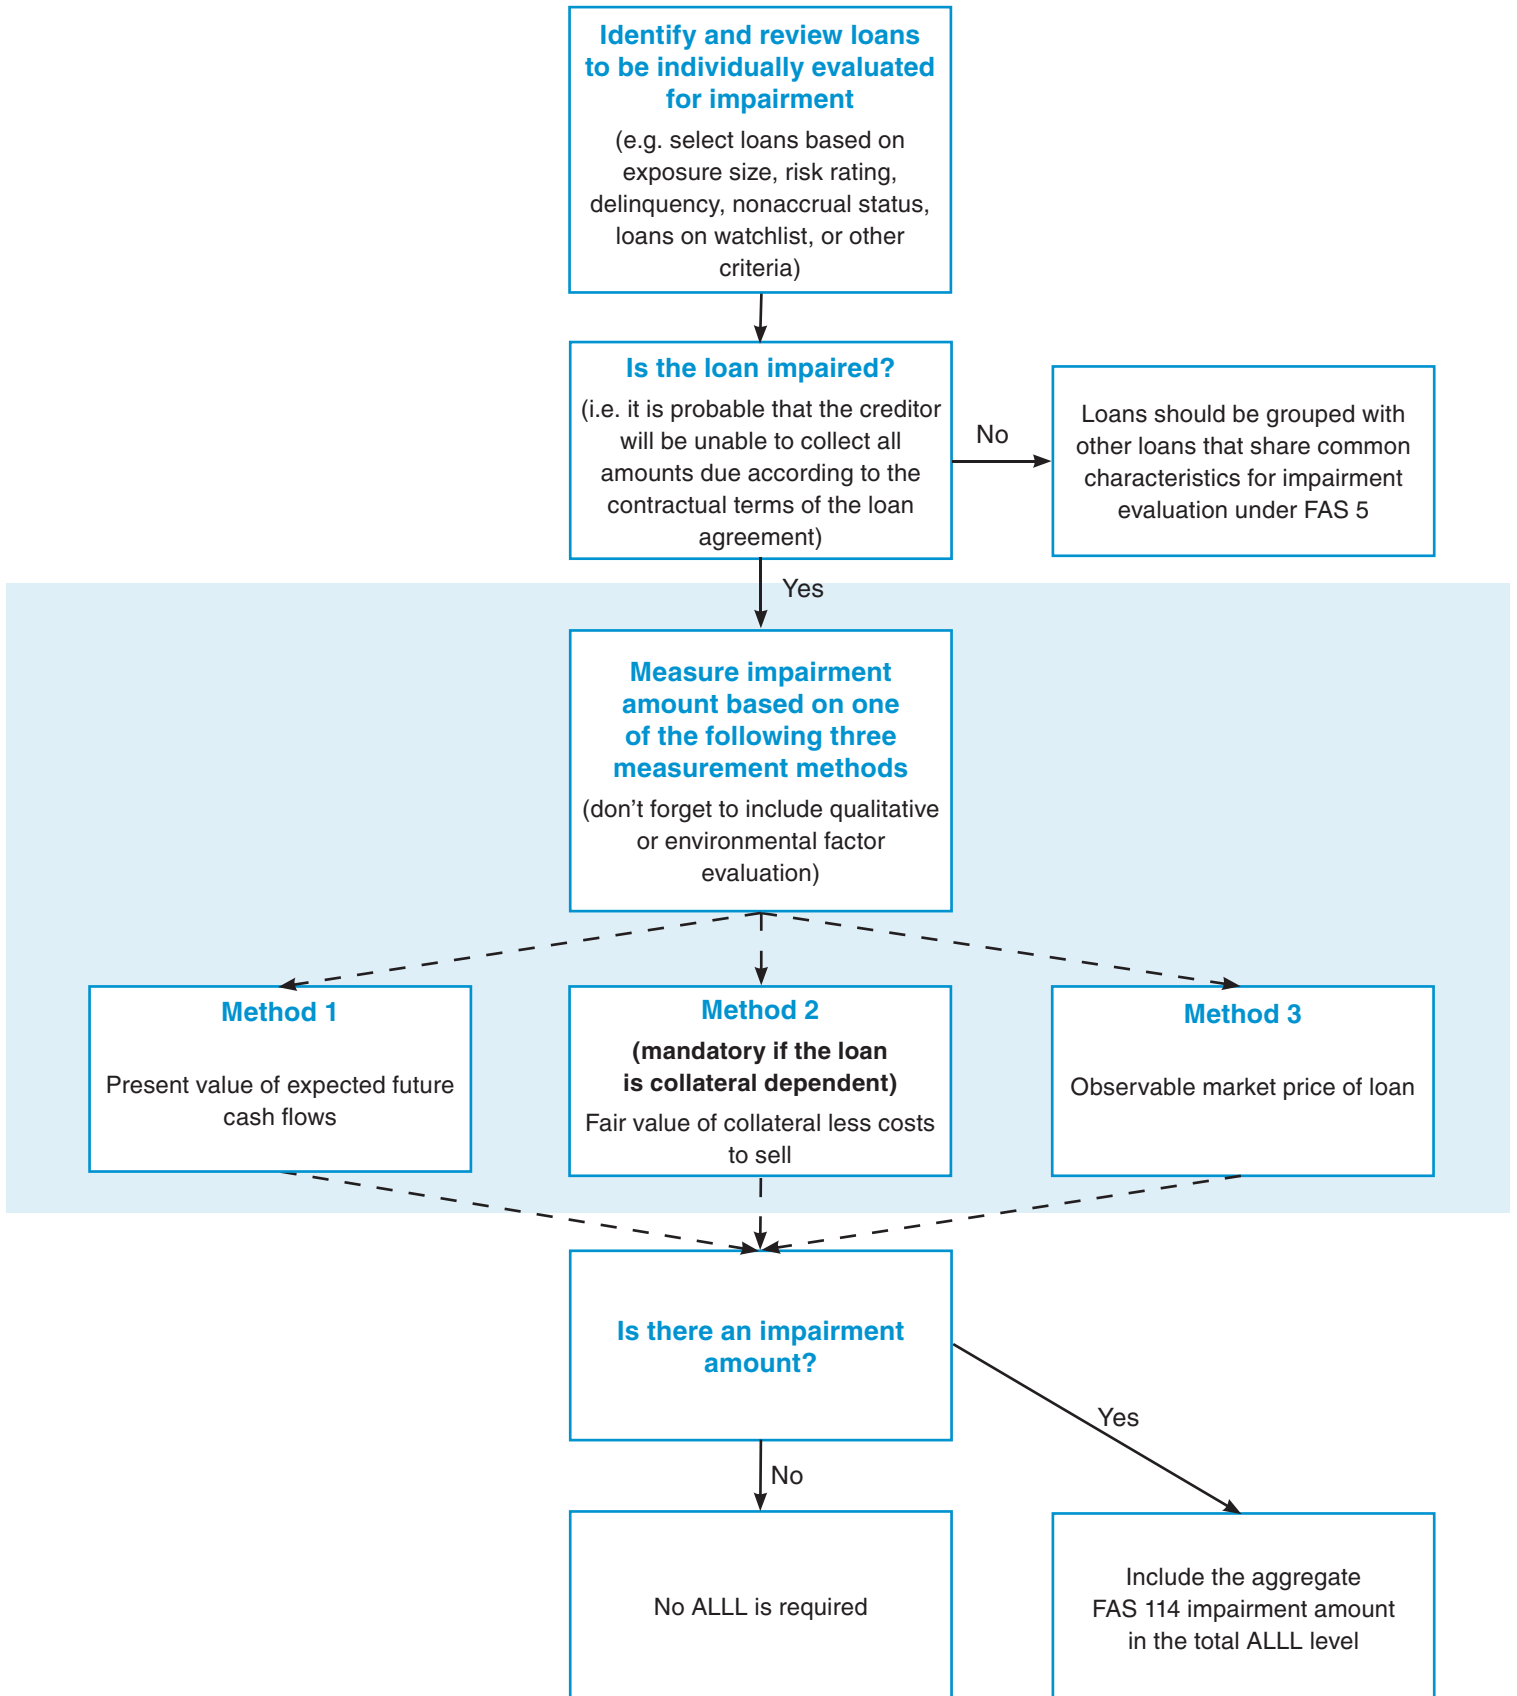 Identify and review loans
to be individually evaluated
for impairment
(e.g. select loans based on
exposure size, risk rating,
delinquency, nonaccrual status,
loans on watchlist, or other
criteria)
Is the loan impaired?
(i.e. it is probable that the creditor
will be unable to collect all
amounts due according to the
contractual terms of the loan
agreement)
No
Loans should be grouped with
other loans that share common
characteristics for impairment
evaluation under FAS 5
Yes
Measure impairment
amount based on one
of the following three
measurement methods
(don’t forget to include qualitative
or environmental factor
evaluation)
Method 1
Present value of expected future
cash flows
Method 2
(mandatory if the loan
is collateral dependent)
Fair value of collateral less costs
to sell
Method 3
Observable market price of loan
Is there an impairment
amount?
Yes
No
No ALLL is required
Include the aggregate
FAS 114 impairment amount
in the total ALLL level